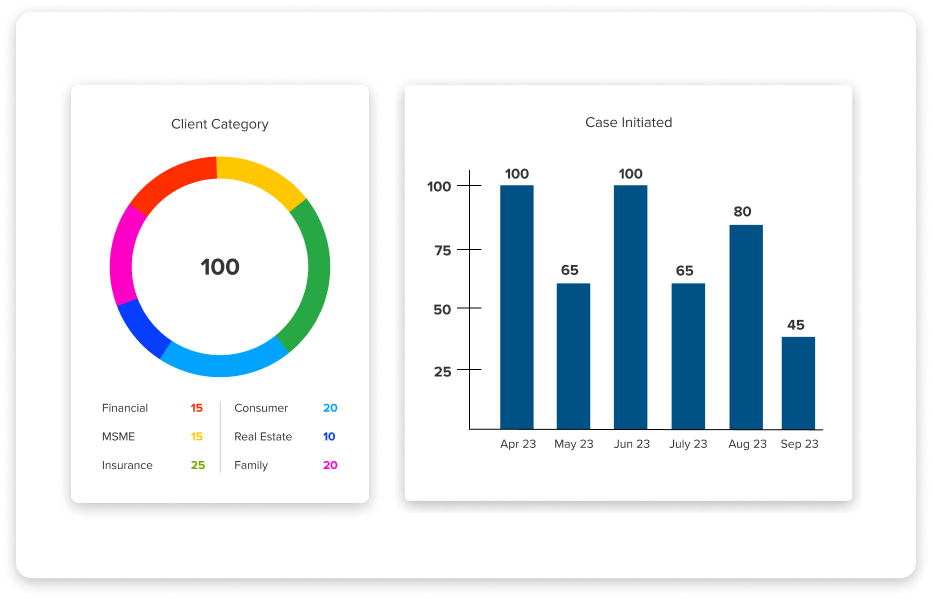 Client Category
100
Financial 15
Consumer 20
MSME 15
Real Estate 10
Insurance 25
Family 20
Case Initiated
100
75
50
25
100
65
100
65
80
45
Apr 23 May 23 Jun 23 July 23 Aug 23 Sep 23